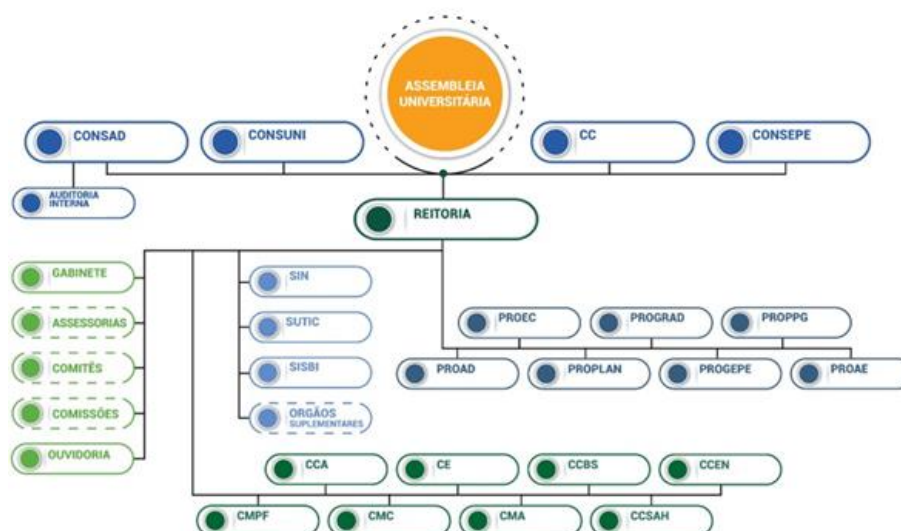 ASSEMBLEIA
UNIVERSITÁRIA
CONSAD
CONSUNI
CC
CONSEPE
AUDITORIA
INTERNA
REITORIA
GABINETE
ASSESSORIAS
COMITÊS
COMISSÕES
OUVIDORIA
SIN
SUTIC
SISBI
ORGÃOS
SUPLEMENTARES
PROEC
PROGRAD
PROPPG
PROAD
PROPLAN
PROGEPE
PROAE
CCA
CE
CCBS
CCEN
CMPF
CMC
CMA
CCSAH